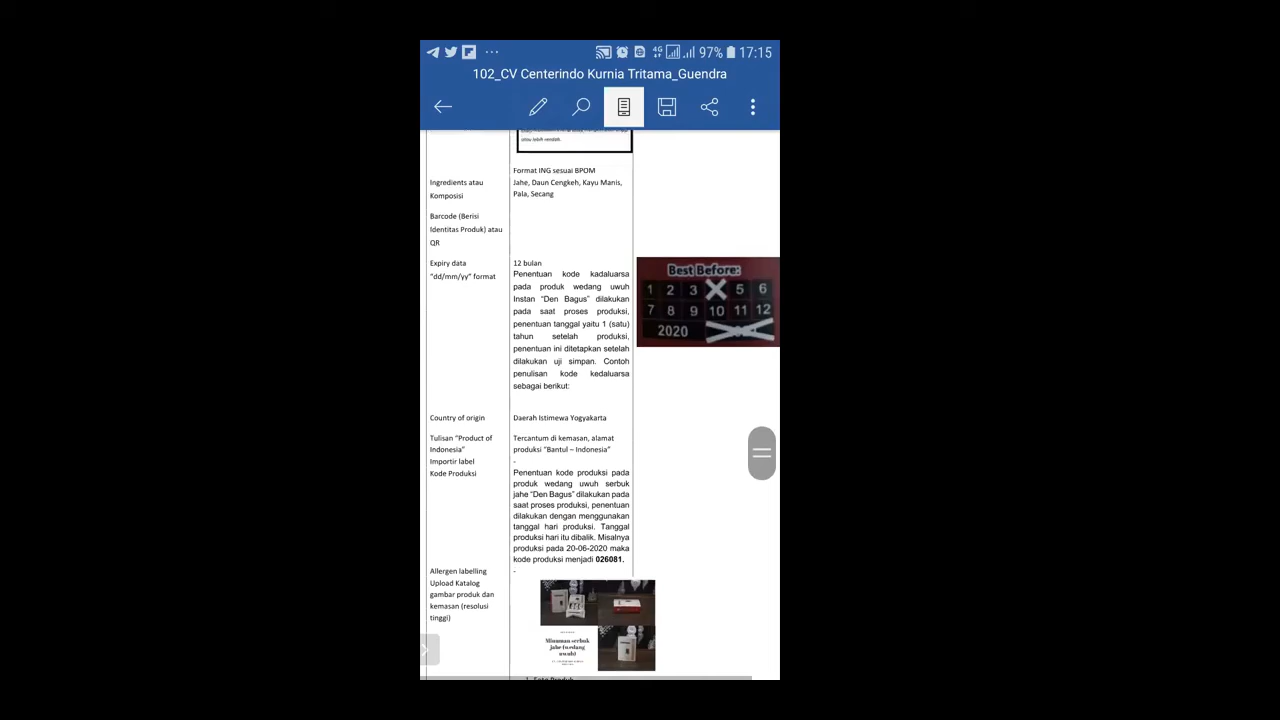 97% 17:15
102_CV Centerindo Kurnia Tritama_Guendra
atau lebih rendah.
Format ING sesuai BPOM
Ingredients atau
Komposisi
Jahe, Daun Cengkeh, Kayu Manis,
Pala, Secang
Barcode (Berisi
Identitas Produk) atau
QR
Expiry data
"dd/mm/yy" format
12 bulan
Penentuan kode kadaluarsa
pada produk wedang uwuh
Instan "Den Bagus" dilakukan
pada saat proses produksi,
penentuan tanggal yaitu 1 (satu)
tahun setelah produksi,
penentuan ini ditetapkan setelah
dilakukan uji simpan. Contoh
penulisan kode kedaluarsa
sebagai berikut:
Best Before:
1 2 3 5 6
7 8 9 10 11 12
2020
Country of origin
Daerah Istimewa Yogyakarta
Tulisan "Product of
Indonesia"
Tercantum di kemasan, alamat
produksi "Bantul – Indonesia"
Importir label
-
Kode Produksi
Penentuan kode produksi pada
produk wedang uwuh serbuk
jahe "Den Bagus" dilakukan pada
saat proses produksi, penentuan
dilakukan dengan menggunakan
tanggal hari produksi. Tanggal
produksi hari itu dibalik. Misalnya
produksi pada 20-06-2020 maka
kode produksi menjadi 026081.
Allergen labelling
-
Upload Katalog
gambar produk dan
kemasan (resolusi
tinggi)
Minuman serbuk
jahe (wedang
uwuh)